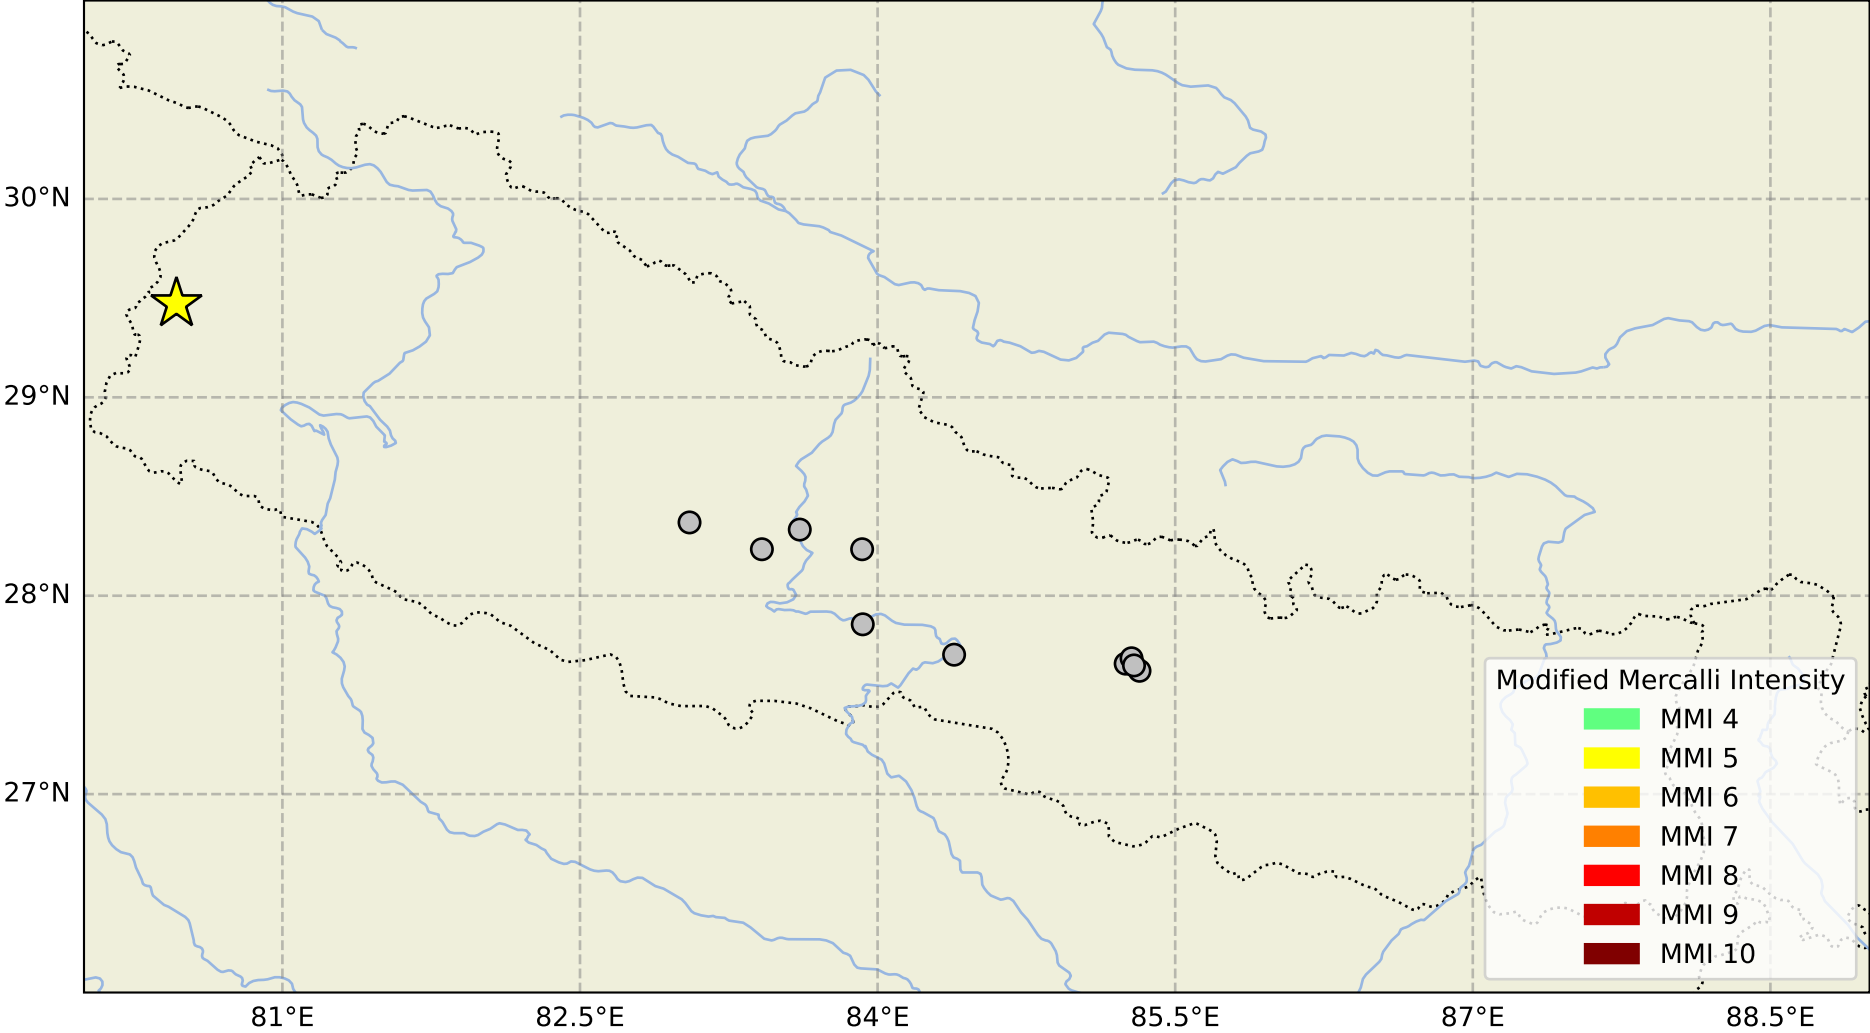 30°N
29°N
28°N
27°N
Modified Mercalli Intensity
MMI 4
MMI 5
MMI 6
MMI 7
MMI 8
MMI 9
MMI 10
81°E 82.5°E 84°E 85.5°E 87°E 88.5°E